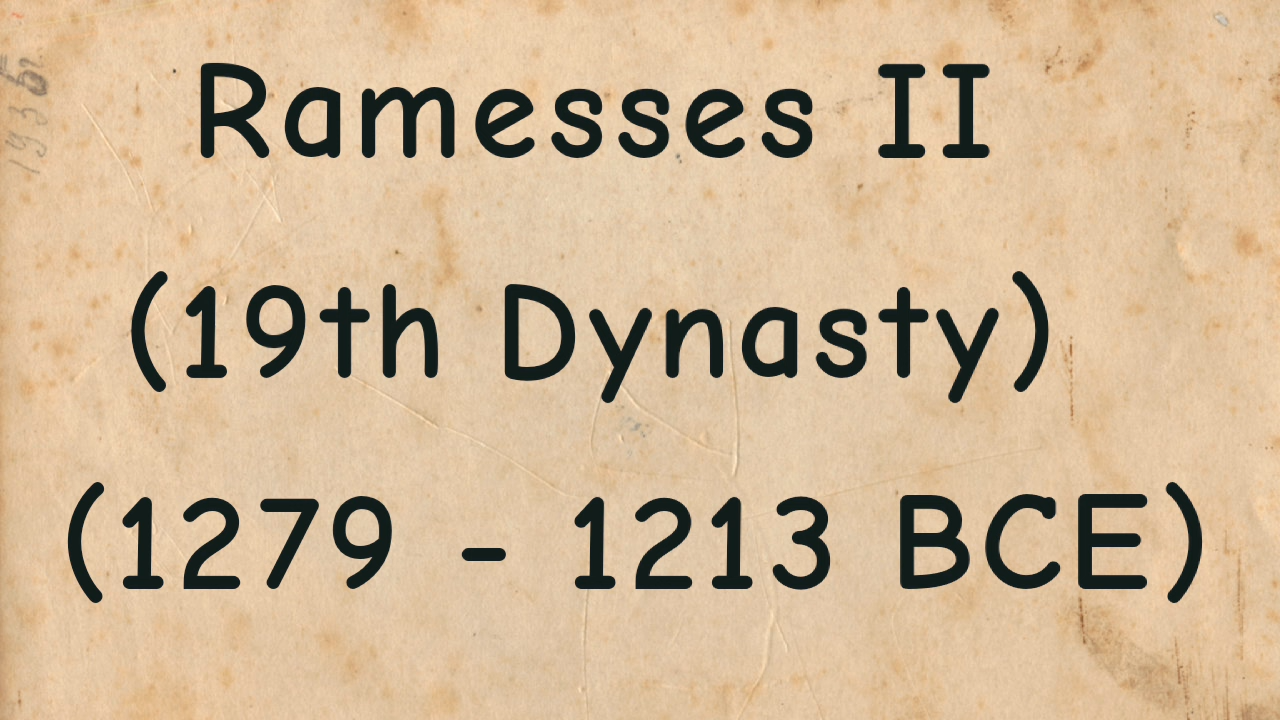 Ramesses II
(19th Dynasty)
(1279 - 1213 BCE)